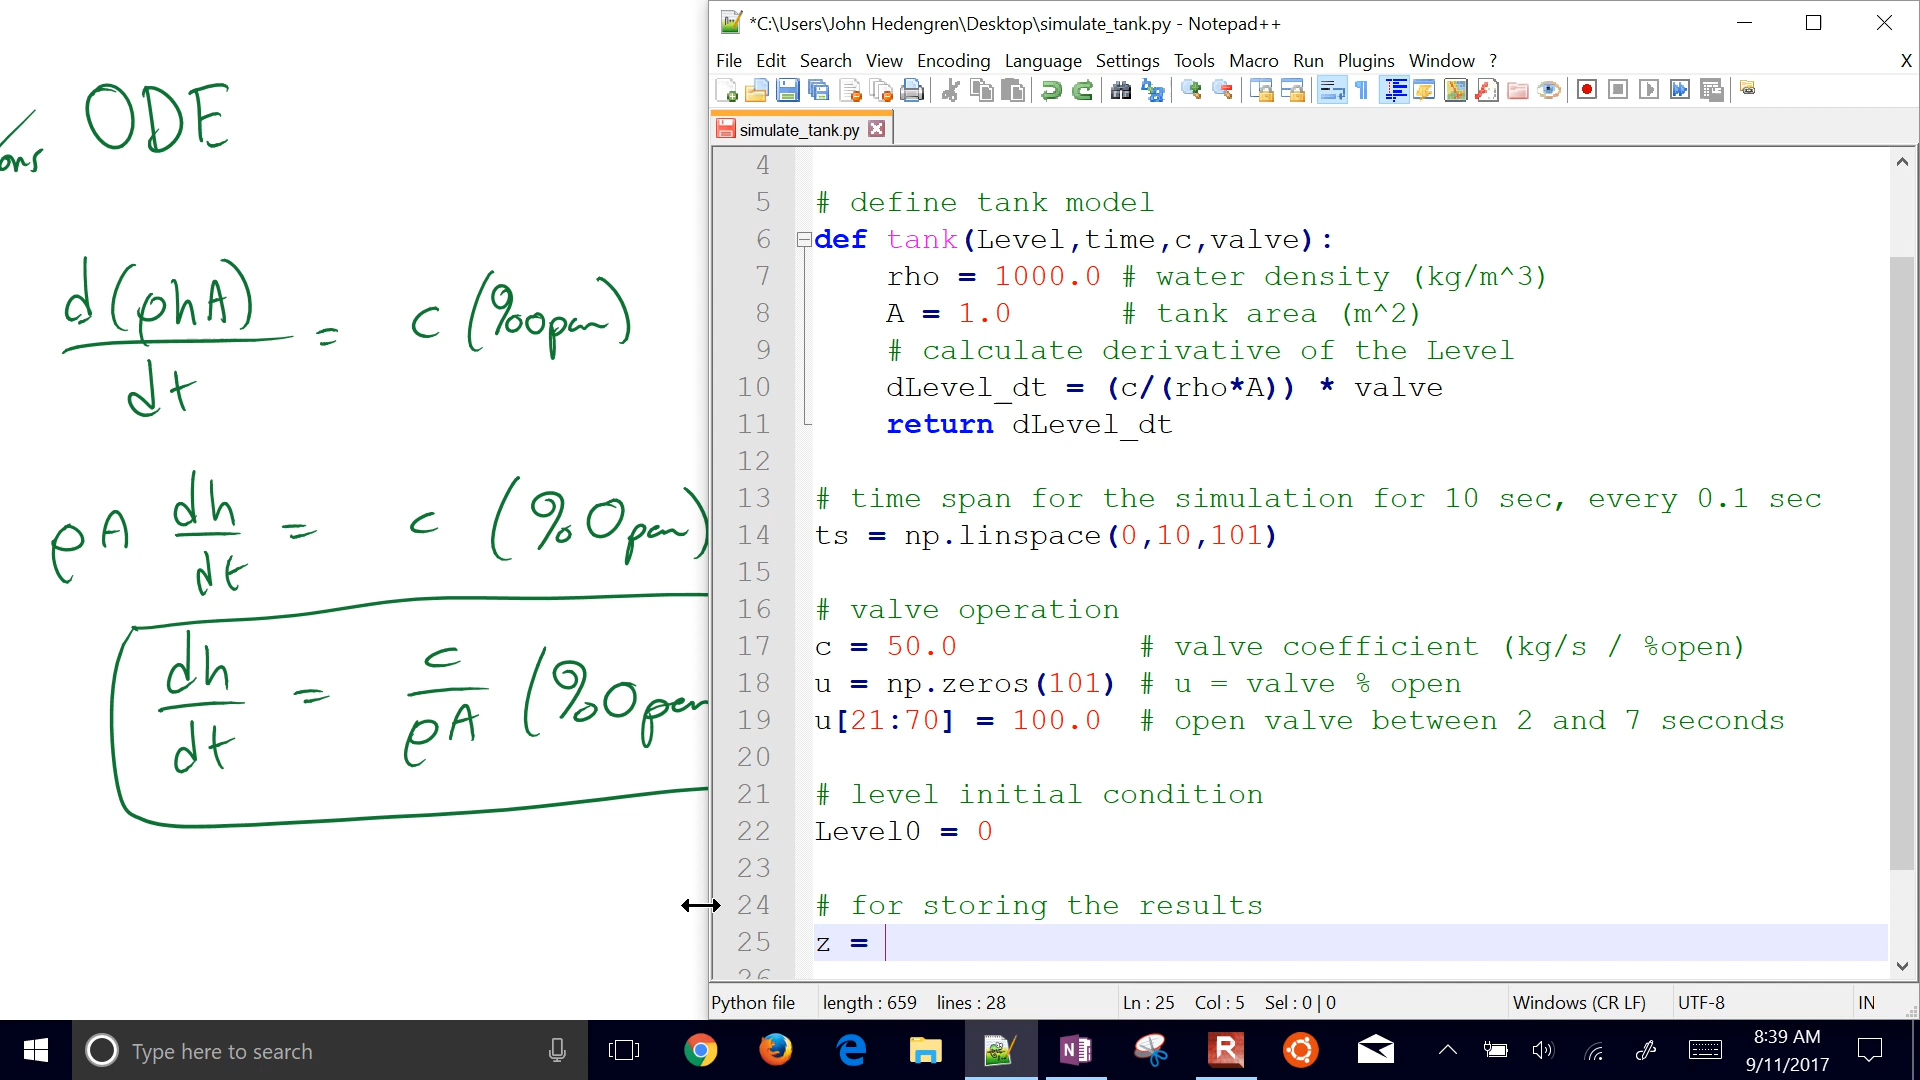 ODE
ons
d(ρhA)
dt
= c (%open)
ρA dh
dt
= c (%Open)
dh
dt
= c
ρA
(%Open
*C:\Users\John Hedengren\Desktop\simulate_tank.py - Notepad++
File Edit Search View Encoding Language Settings Tools Macro Run Plugins Window ? X
simulate_tank.py
4
5 # define tank model
6 def tank(Level,time,c,valve):
7 rho = 1000.0 # water density (kg/m^3)
8 A = 1.0 # tank area (m^2)
9 # calculate derivative of the Level
10 dLevel_dt = (c/(rho*A)) * valve
11 return dLevel_dt
12
13 # time span for the simulation for 10 sec, every 0.1 sec
14 ts = np.linspace(0,10,101)
15
16 # valve operation
17 c = 50.0 # valve coefficient (kg/s / %open)
18 u = np.zeros(101) # u = valve % open
19 u[21:70] = 100.0 # open valve between 2 and 7 seconds
20
21 # level initial condition
22 Level0 = 0
23
24 # for storing the results
25 z =
26
Python file length : 659 lines : 28 Ln : 25 Col : 5 Sel : 0 | 0 Windows (CR LF) UTF-8 IN
Type here to search
8:39 AM
9/11/2017